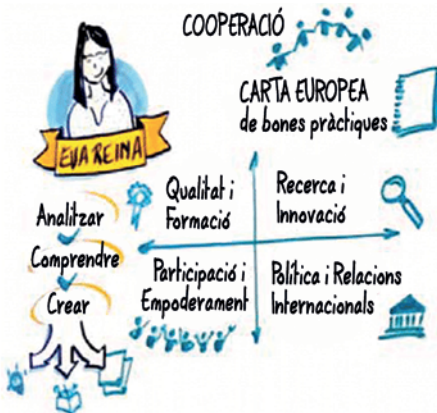 COOPERACIÓ
CARTA EUROPEA
de bones pràctiques
EVA REINA
Analitzar
Comprendre
Crear
Qualitat i
Formació
Recerca i
Innovació
Participació i
Empoderament
Política i Relacions
Internacionals